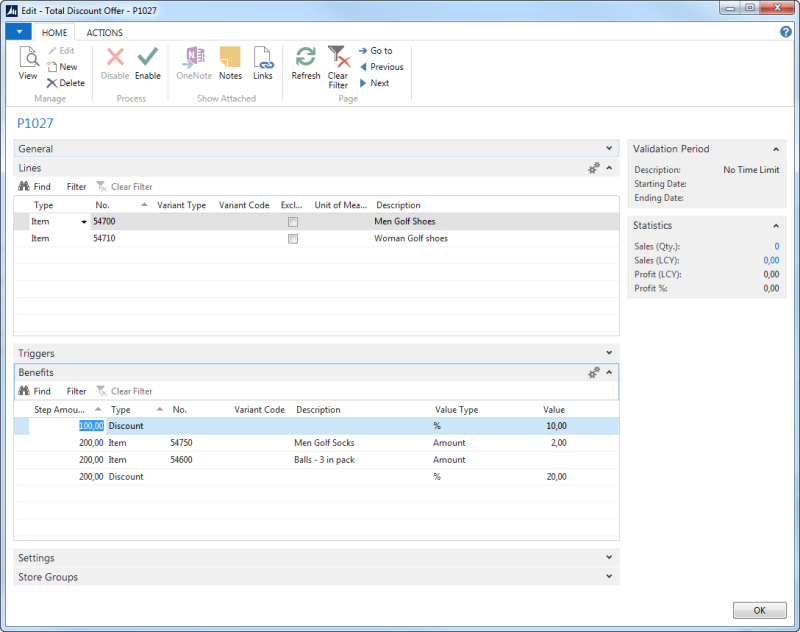 Edit - Total Discount Offer - P1027
HOME ACTIONS
View Edit New Delete Disable Enable OneNote Notes Links Refresh Clear Filter Go to Previous Next
Manage Process Show Attached Page
P1027
General
Lines
Find Filter Clear Filter
Type No. Variant Type Variant Code Excl... Unit of Mea... Description
Item 54700 Men Golf Shoes
Item 54710 Woman Golf shoes
Triggers
Benefits
Find Filter Clear Filter
Step Amou... Type No. Variant Code Description Value Type Value
100,00 Discount % 10,00
200,00 Item 54750 Men Golf Socks Amount 2,00
200,00 Item 54600 Balls - 3 in pack Amount
200,00 Discount % 20,00
Settings
Store Groups
Validation Period
Description: No Time Limit
Starting Date:
Ending Date:
Statistics
Sales (Qty.): 0
Sales (LCY): 0,00
Profit (LCY): 0,00
Profit %: 0,00
OK